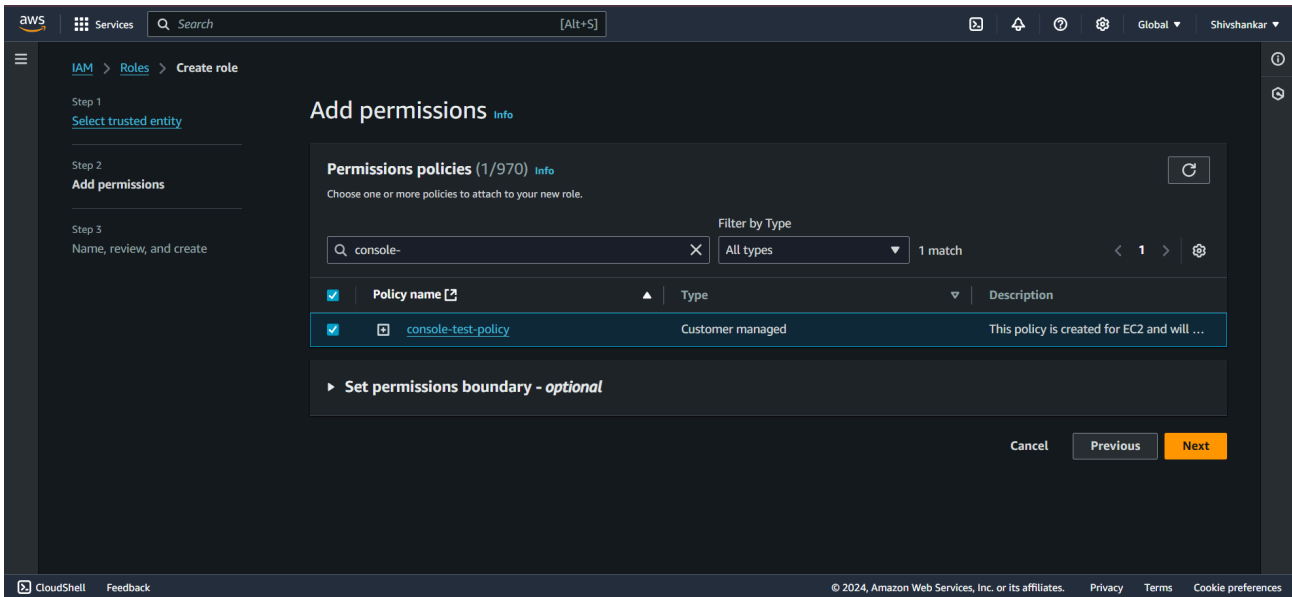 aws
Services
Search
[Alt+S]
Global
Shivshankar
IAM > Roles > Create role
Step 1
Select trusted entity
Step 2
Add permissions
Step 3
Name, review, and create
Add permissions Info
Permissions policies (1/970) Info
Choose one or more policies to attach to your new role.
Filter by Type
console-
All types
1 match
1
Policy name
Type
Description
console-test-policy
Customer managed
This policy is created for EC2 and will ...
Set permissions boundary - optional
Cancel
Previous
Next
CloudShell
Feedback
© 2024, Amazon Web Services, Inc. or its affiliates.
Privacy
Terms
Cookie preferences